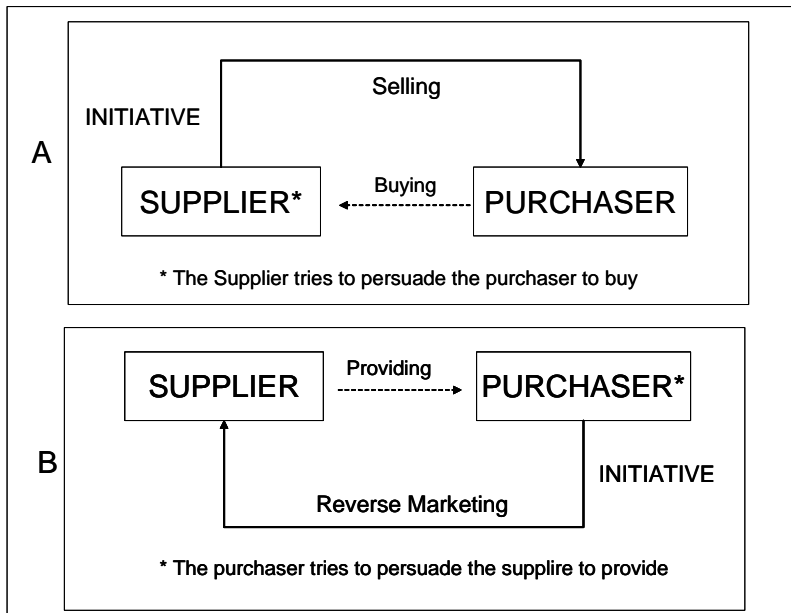 A
INITIATIVE
Selling
SUPPLIER*
Buying
PURCHASER
* The Supplier tries to persuade the purchaser to buy
B
SUPPLIER
Providing
PURCHASER*
INITIATIVE
Reverse Marketing
* The purchaser tries to persuade the supplire to provide